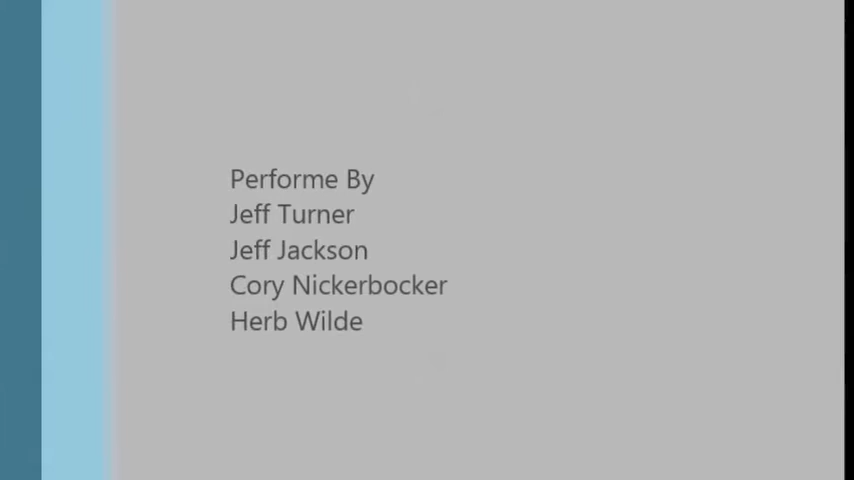 Performe By
Jeff Turner
Jeff Jackson
Cory Nickerbocker
Herb Wilde